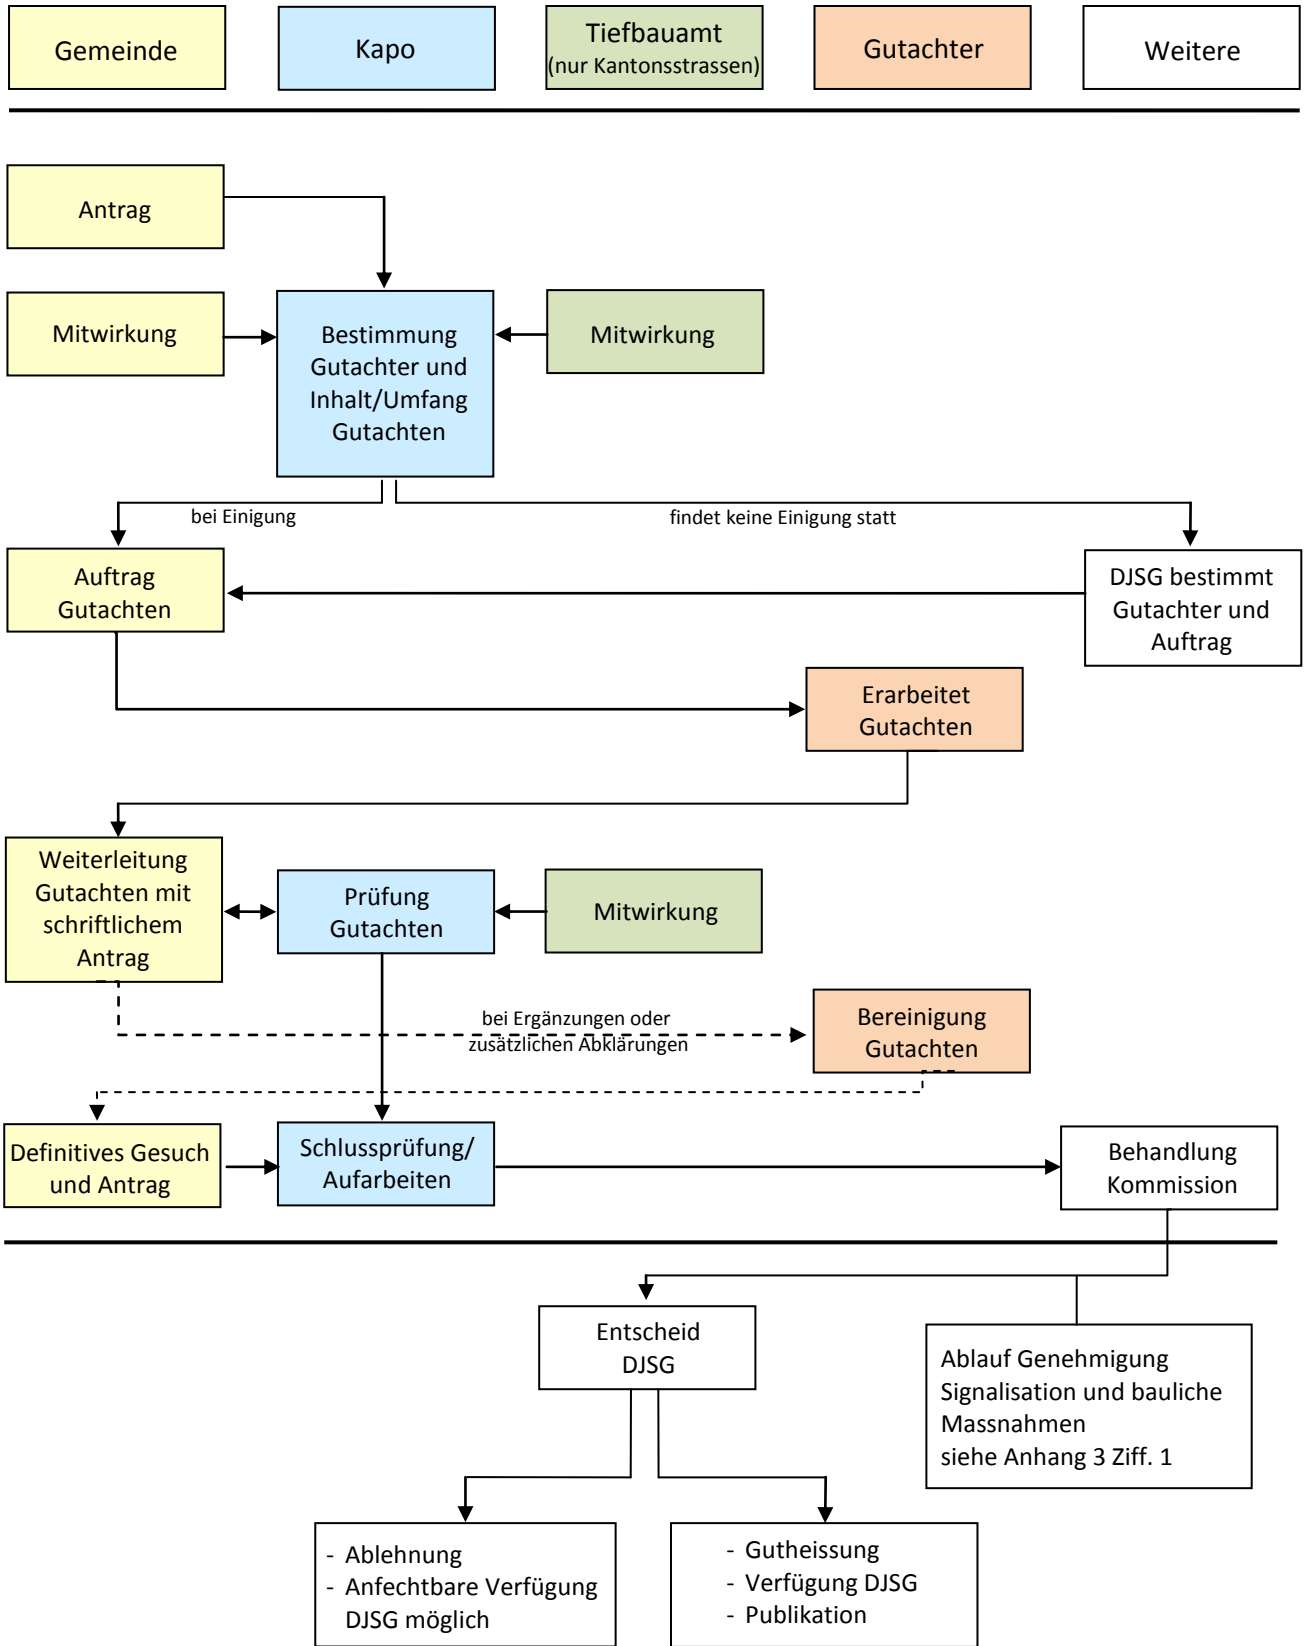 Gemeinde
Kapo
Tiefbauamt
(nur Kantonsstrassen)
Gutachter
Weitere
Antrag
Mitwirkung
Bestimmung
Gutachter und
Inhalt/Umfang
Gutachten
Mitwirkung
bei Einigung
findet keine Einigung statt
Auftrag
Gutachten
DJSG bestimmt
Gutachter und
Auftrag
Erarbeitet
Gutachten
Weiterleitung
Gutachten mit
schriftlichem
Antrag
Prüfung
Gutachten
Mitwirkung
bei Ergänzungen oder
zusätzlichen Abklärungen
Bereinigung
Gutachten
Definitives Gesuch
und Antrag
Schlussprüfung/
Aufarbeiten
Behandlung
Kommission
Entscheid
DJSG
Ablauf Genehmigung
Signalisation und bauliche
Massnahmen
siehe Anhang 3 Ziff. 1
- Ablehnung
- Anfechtbare Verfügung
DJSG möglich
- Gutheissung
- Verfügung DJSG
- Publikation